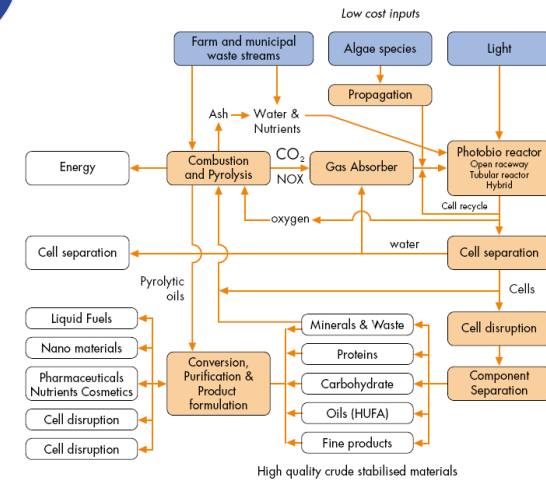 Low cost inputs
Farm and municipal
waste streams
Algae species
Light
Propagation
Ash
Water &
Nutrients
Energy
Combustion
and Pyrolysis
CO2
NOX
Gas Absorber
Photobio reactor
Open raceway
Tubular reactor
Hybrid
Cell recycle
oxygen
water
Cell separation
Cell separation
Pyrolytic
oils
Cells
Liquid Fuels
Nano materials
Pharmaceuticals
Nutrients Cosmetics
Cell disruption
Cell disruption
Conversion,
Purification &
Product
formulation
Minerals & Waste
Proteins
Carbohydrate
Oils (HUFA)
Fine products
Cell disruption
Component
Separation
High quality crude stabilised materials